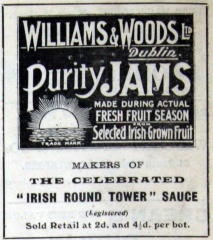 WILLIAMS & WOODS LTD
Dublin.
Purity JAMS
MADE DURING ACTUAL
FRESH FRUIT SEASON
FROM
Selected Irish Grown Fruit
TRADE MARK.
MAKERS OF
THE CELEBRATED
"IRISH ROUND TOWER" SAUCE
(Registered)
Sold Retail at 2d. and 4½d. per bot.